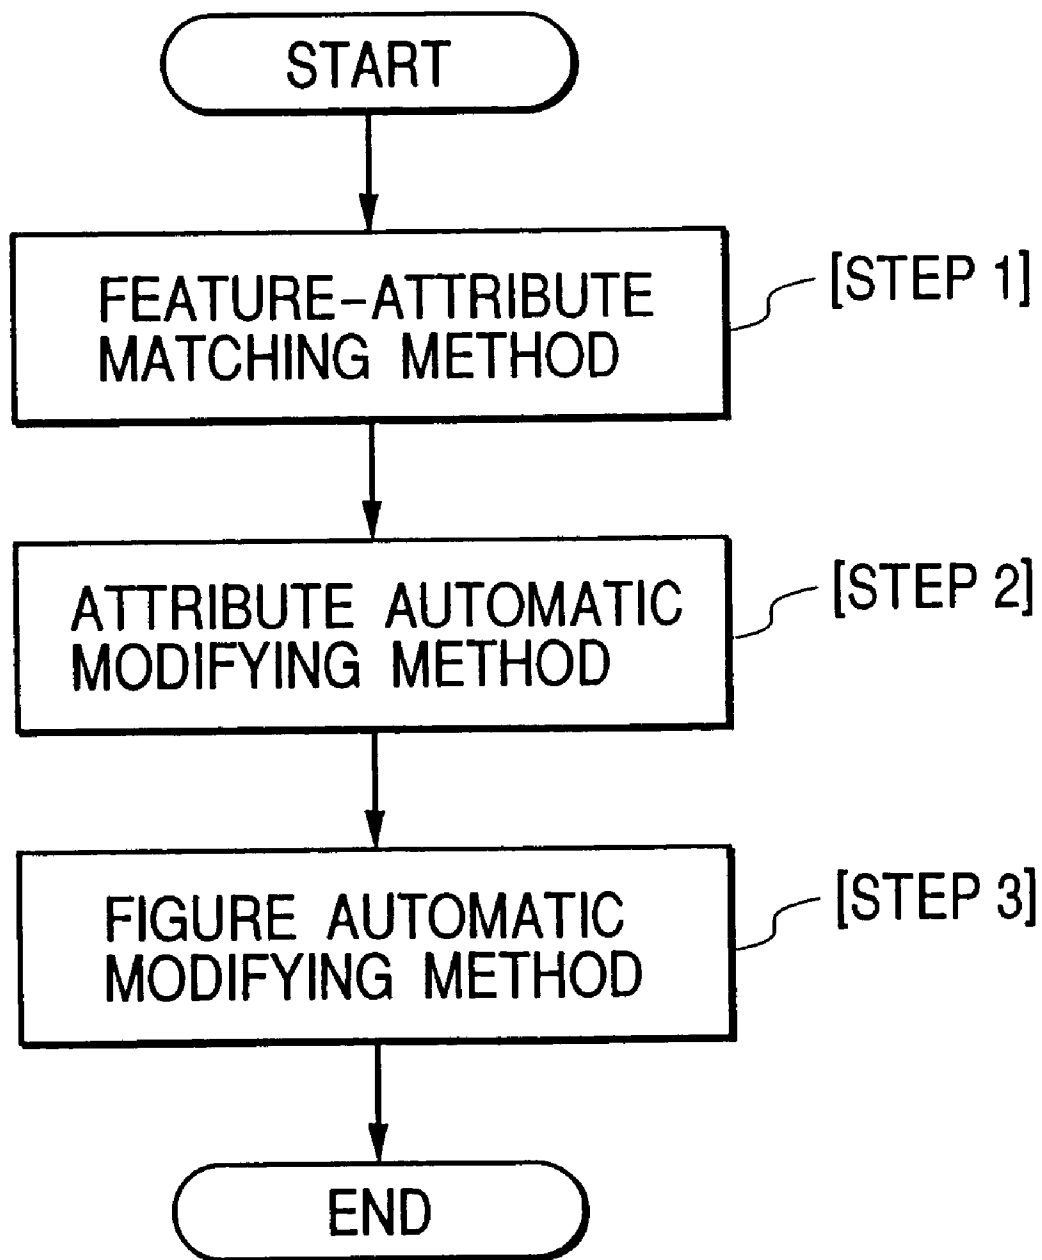 START
FEATURE-ATTRIBUTE
MATCHING METHOD
[STEP 1]
ATTRIBUTE AUTOMATIC
MODIFYING METHOD
[STEP 2]
FIGURE AUTOMATIC
MODIFYING METHOD
[STEP 3]
END